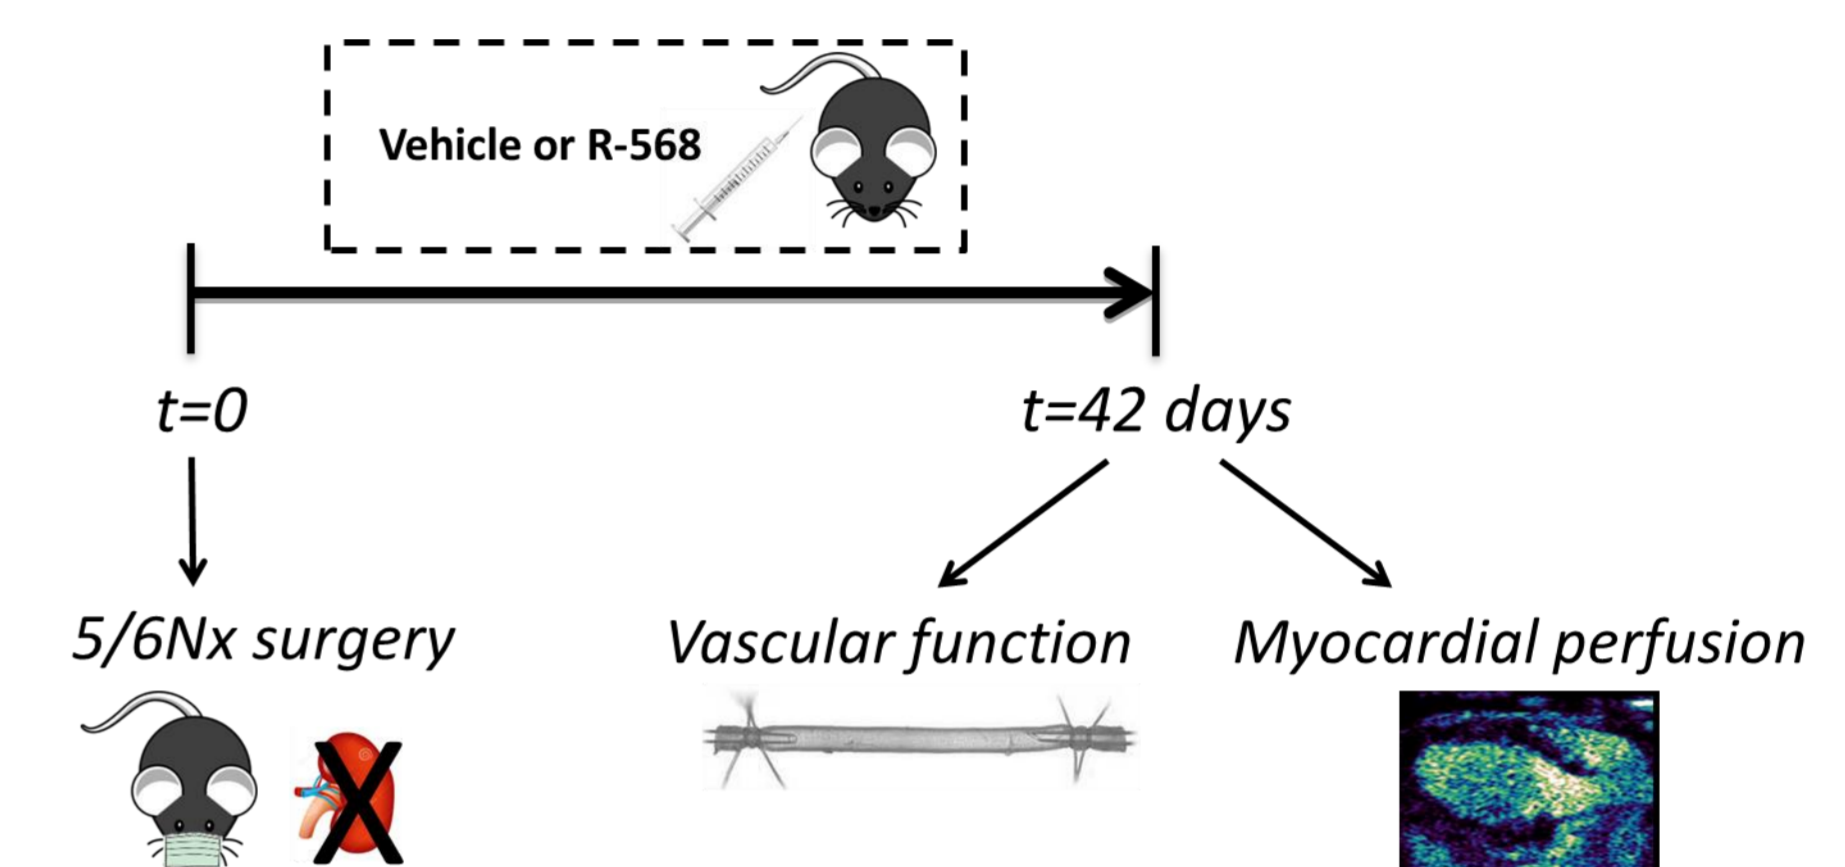 Vehicle or R-568
t=0
t=42 days
5/6Nx surgery
Vascular function
Myocardial perfusion